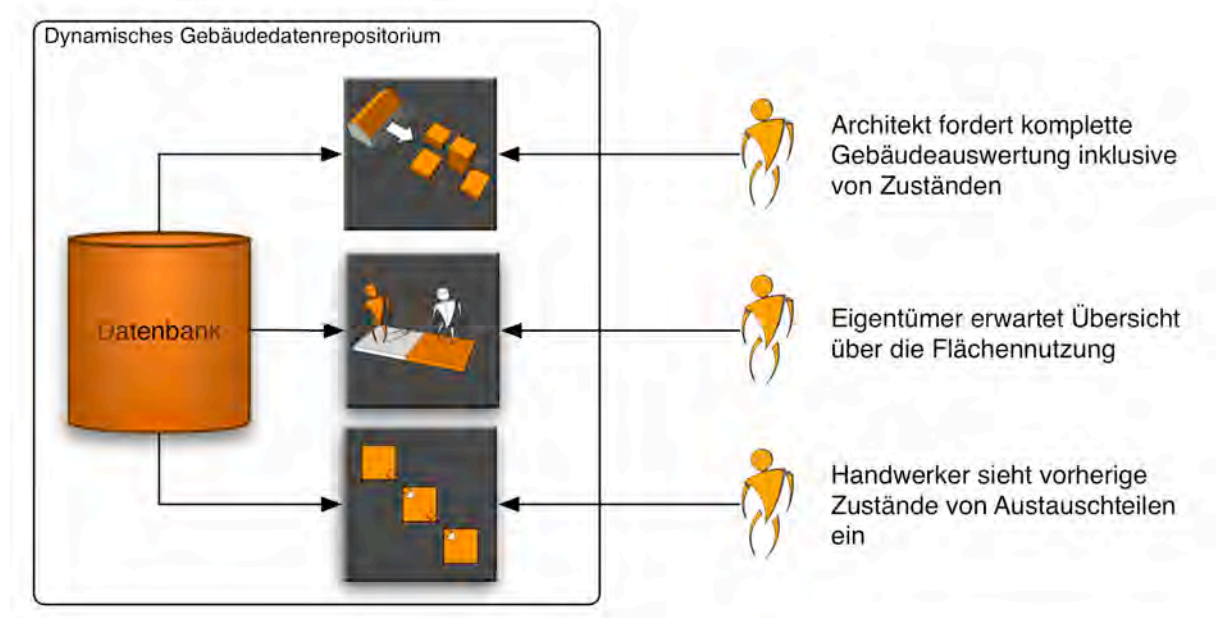 Dynamisches Gebäudedatenrepositorium
Architekt fordert komplette
Gebäudeauswertung inklusive
von Zuständen
Datenbank
Eigentümer erwartet Übersicht
über die Flächennutzung
Handwerker sieht vorherige
Zustände von Austauschteilen
ein